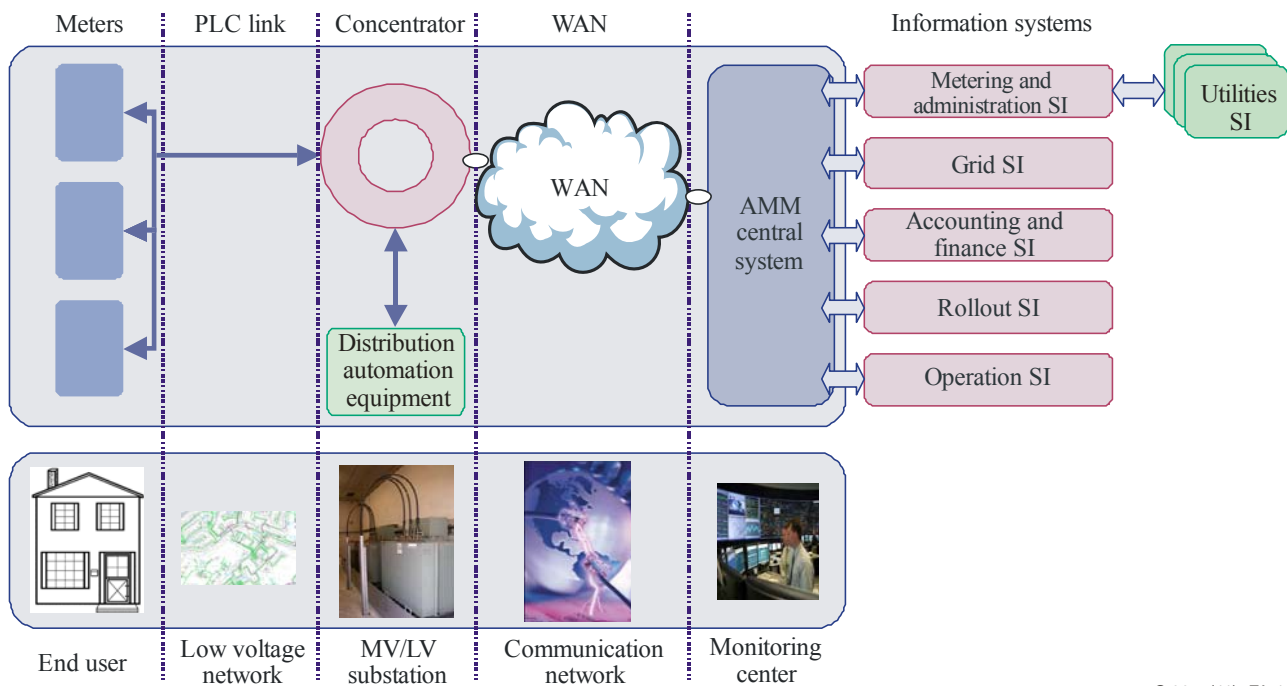 Meters
PLC link
Concentrator
WAN
Information systems
WAN
AMM
central
system
Metering and
administration SI
Utilities
SI
Grid SI
Accounting and
finance SI
Rollout SI
Operation SI
Distribution
automation
equipment
End user
Low voltage
network
MV/LV
substation
Communication
network
Monitoring
center